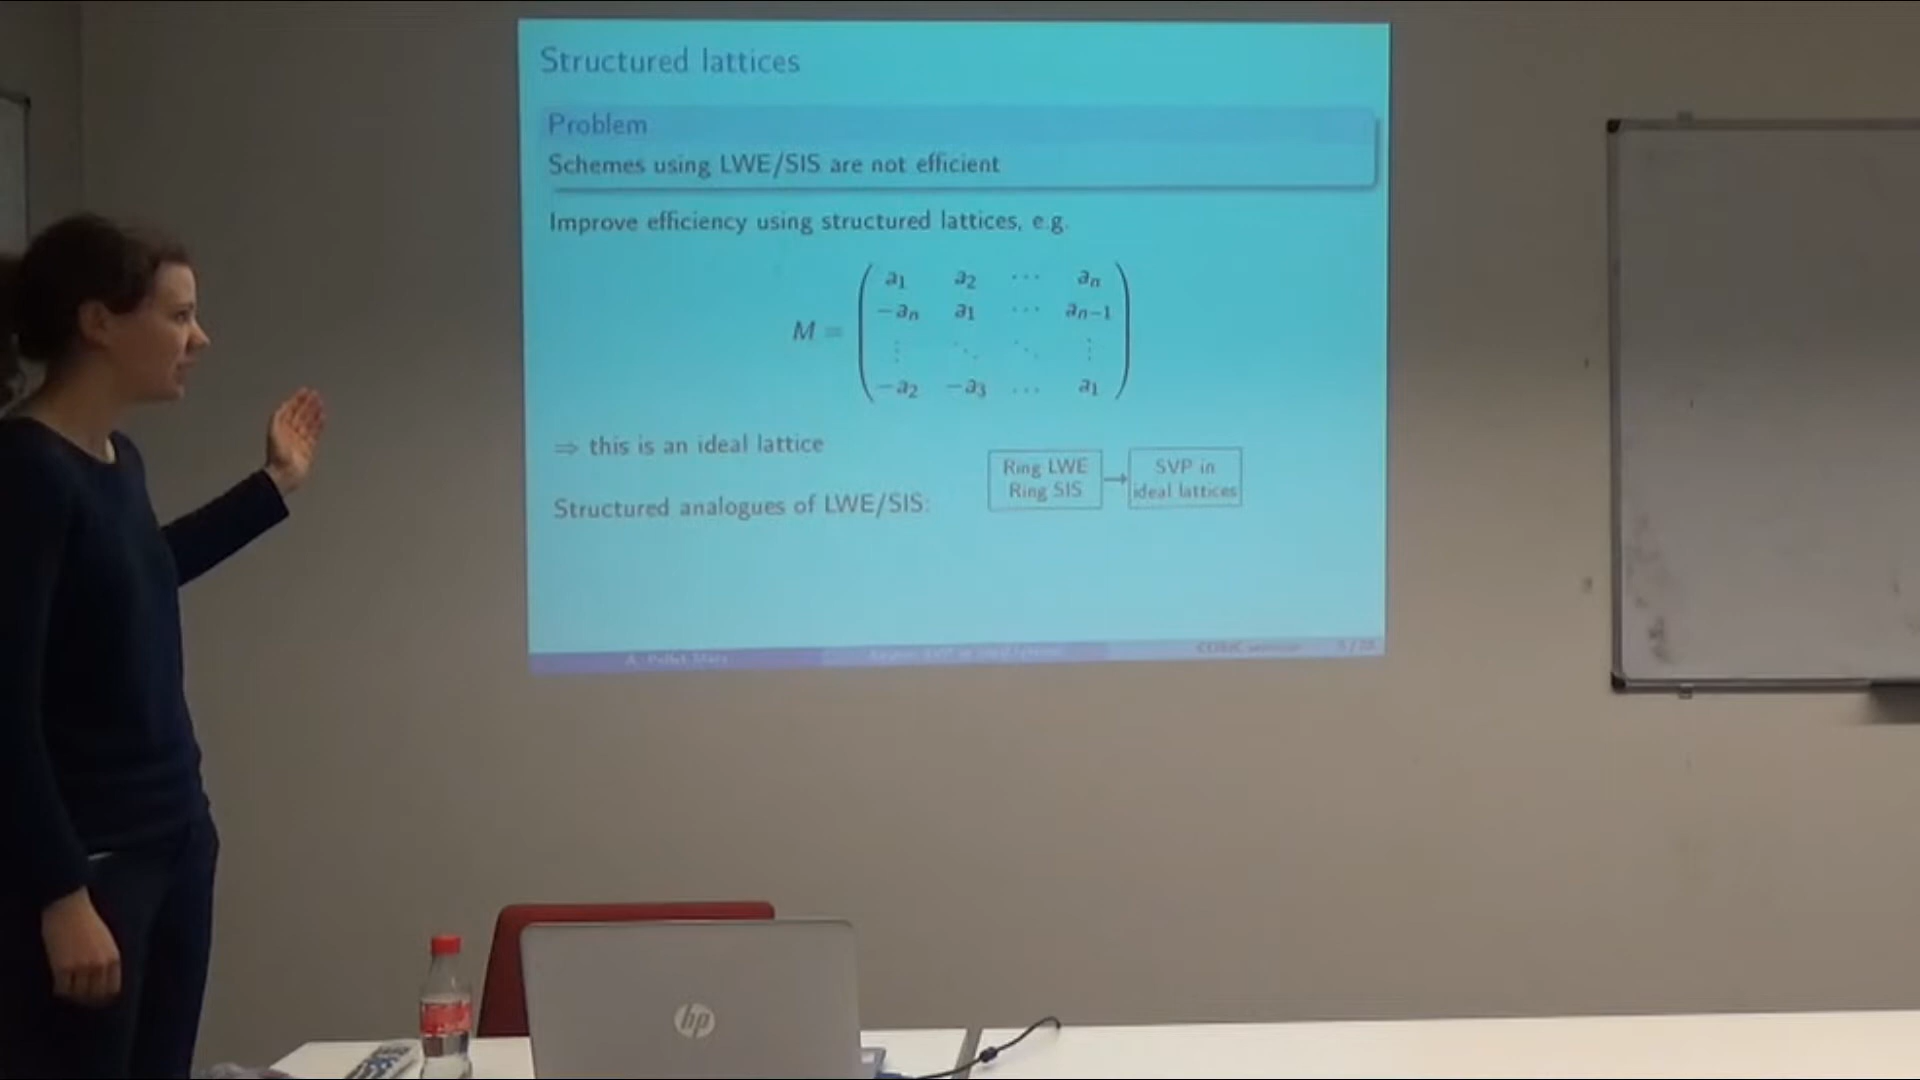 Structured lattices
Problem
Schemes using LWE/SIS are not efficient
Improve efficiency using structured lattices, e.g.
M = ( a₁ a₂ ⋯ aₙ
−aₙ a₁ ⋯ aₙ₋₁
⋮ ⋱ ⋱ ⋮
−a₂ −a₃ ⋯ a₁ )
⇒ this is an ideal lattice
Structured analogues of LWE/SIS:
Ring LWE
Ring SIS
→
SVP in
ideal lattices
A. Pellet-Mary
hp